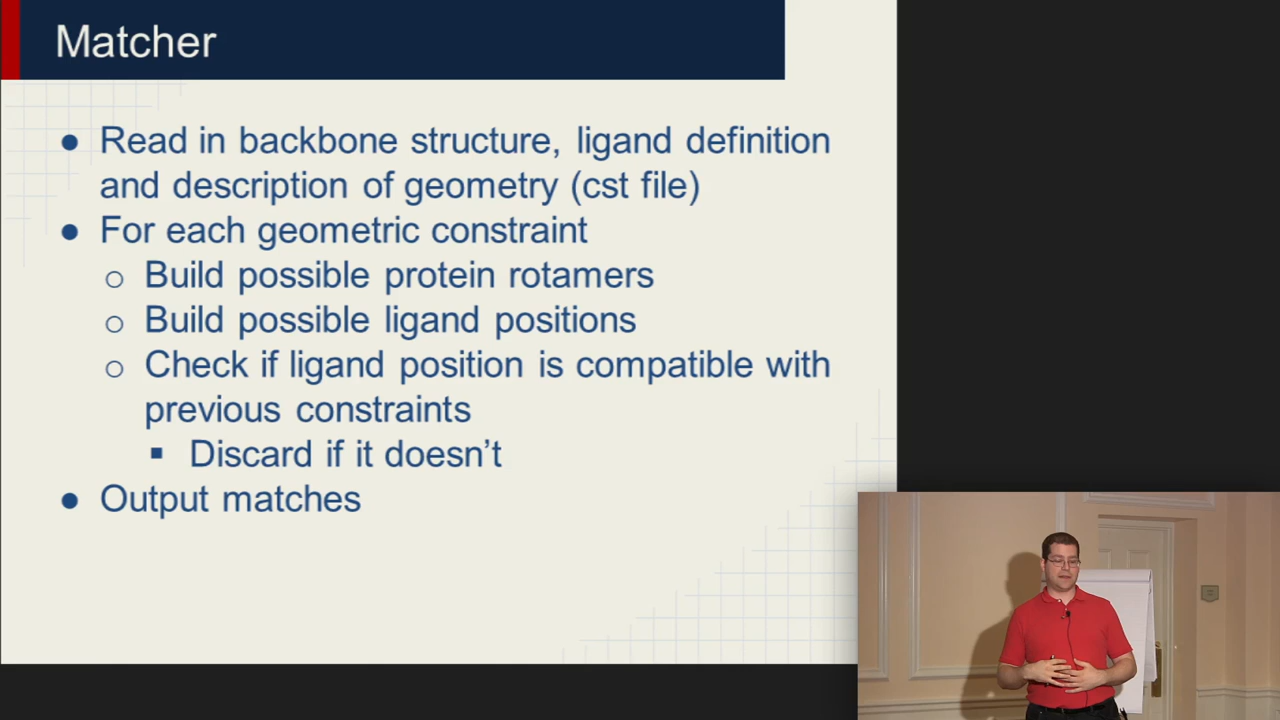 Matcher
● Read in backbone structure, ligand definition
and description of geometry (cst file)
● For each geometric constraint
○ Build possible protein rotamers
○ Build possible ligand positions
○ Check if ligand position is compatible with
previous constraints
▪ Discard if it doesn’t
● Output matches